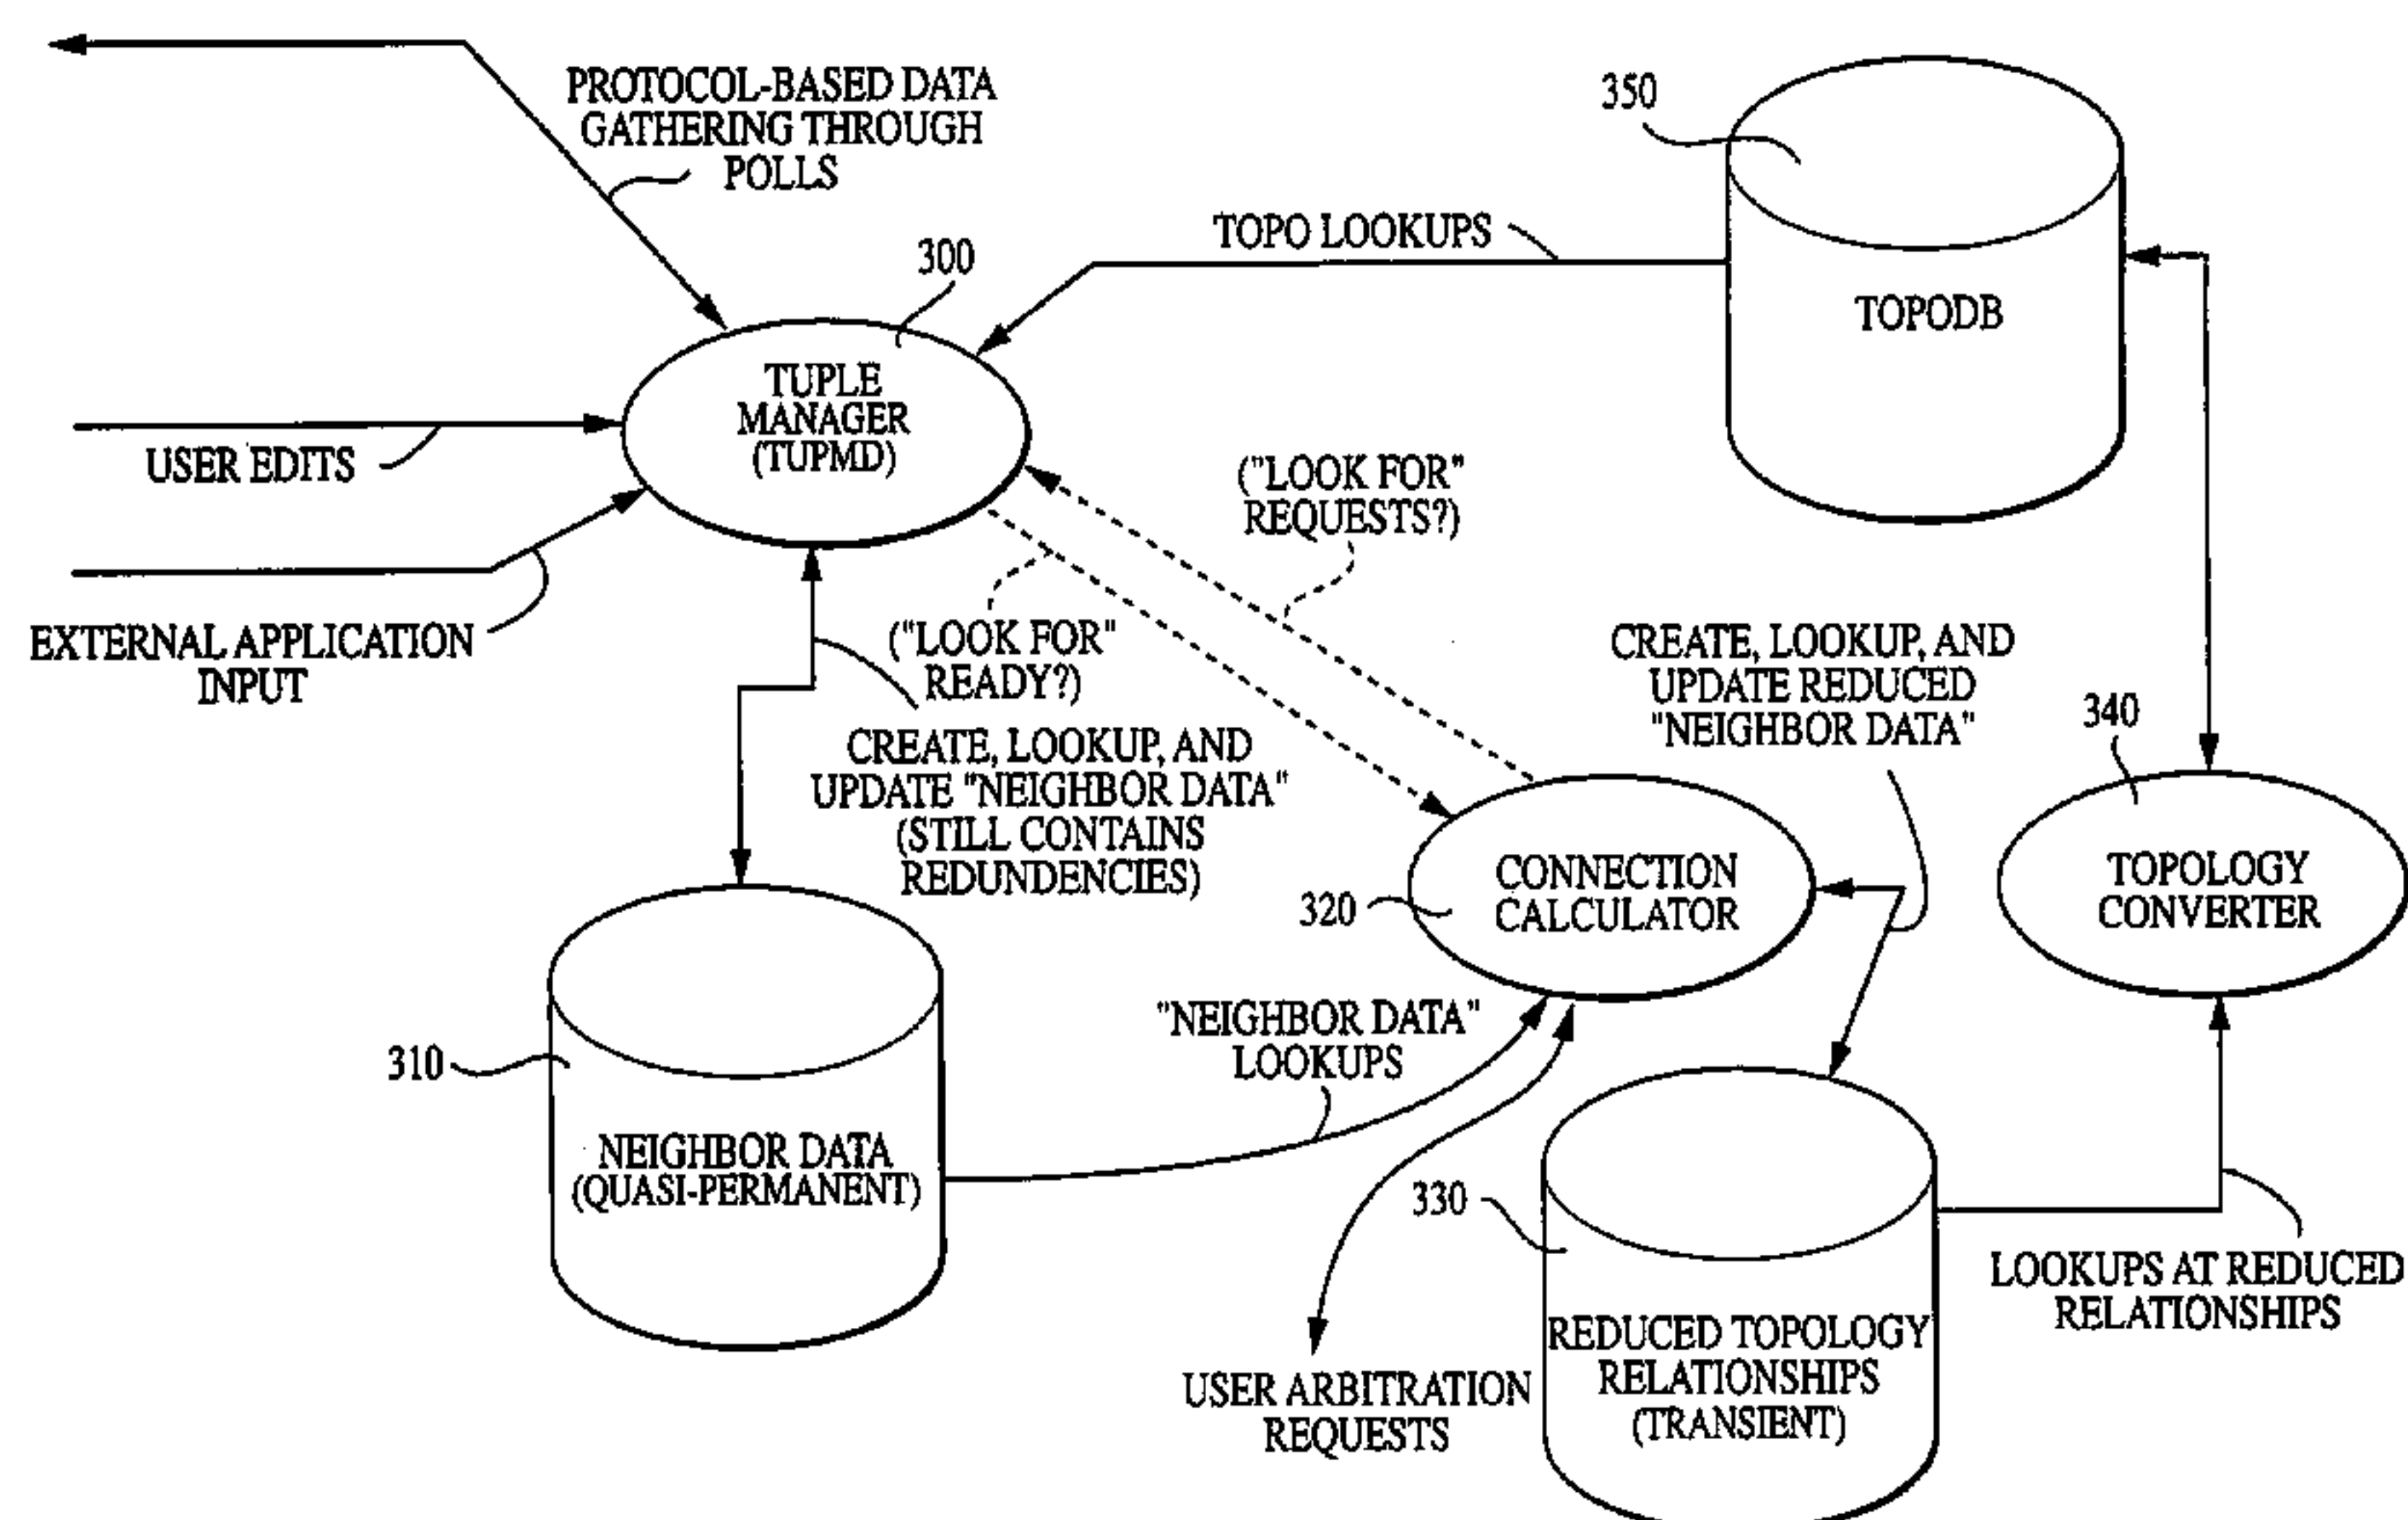 PROTOCOL-BASED DATA
GATHERING THROUGH
POLLS
350
TOPO LOOKUPS
300
TOPODB
TUPLE
MANAGER
(TUPMD)
USER EDITS
("LOOK FOR"
REQUESTS?)
EXTERNAL APPLICATION
INPUT
("LOOK FOR"
READY?)
CREATE, LOOKUP, AND
UPDATE REDUCED
"NEIGHBOR DATA"
340
CREATE, LOOKUP, AND
UPDATE "NEIGHBOR DATA"
(STILL CONTAINS
REDUNDENCIES)
320
CONNECTION
CALCULATOR
TOPOLOGY
CONVERTER
"NEIGHBOR DATA"
LOOKUPS
310
NEIGHBOR DATA
(QUASI-PERMANENT)
330
LOOKUPS AT REDUCED
RELATIONSHIPS
USER ARBITRATION
REQUESTS
REDUCED TOPOLOGY
RELATIONSHIPS
(TRANSIENT)